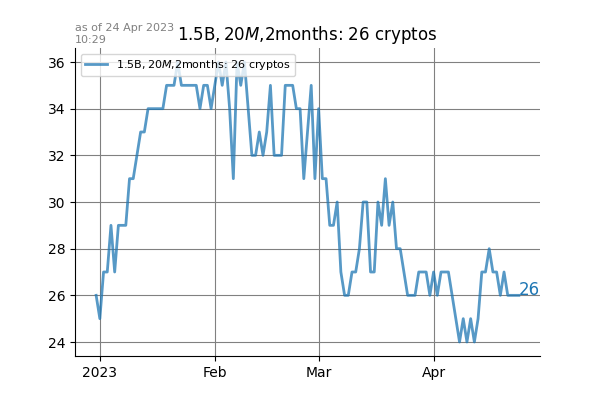 as of 24 Apr 2023
10:29
1.5B, 20M,2months: 26 cryptos
1.5B, 20M,2months: 26 cryptos
36
34
32
30
28
26
24
26
2023
Feb
Mar
Apr